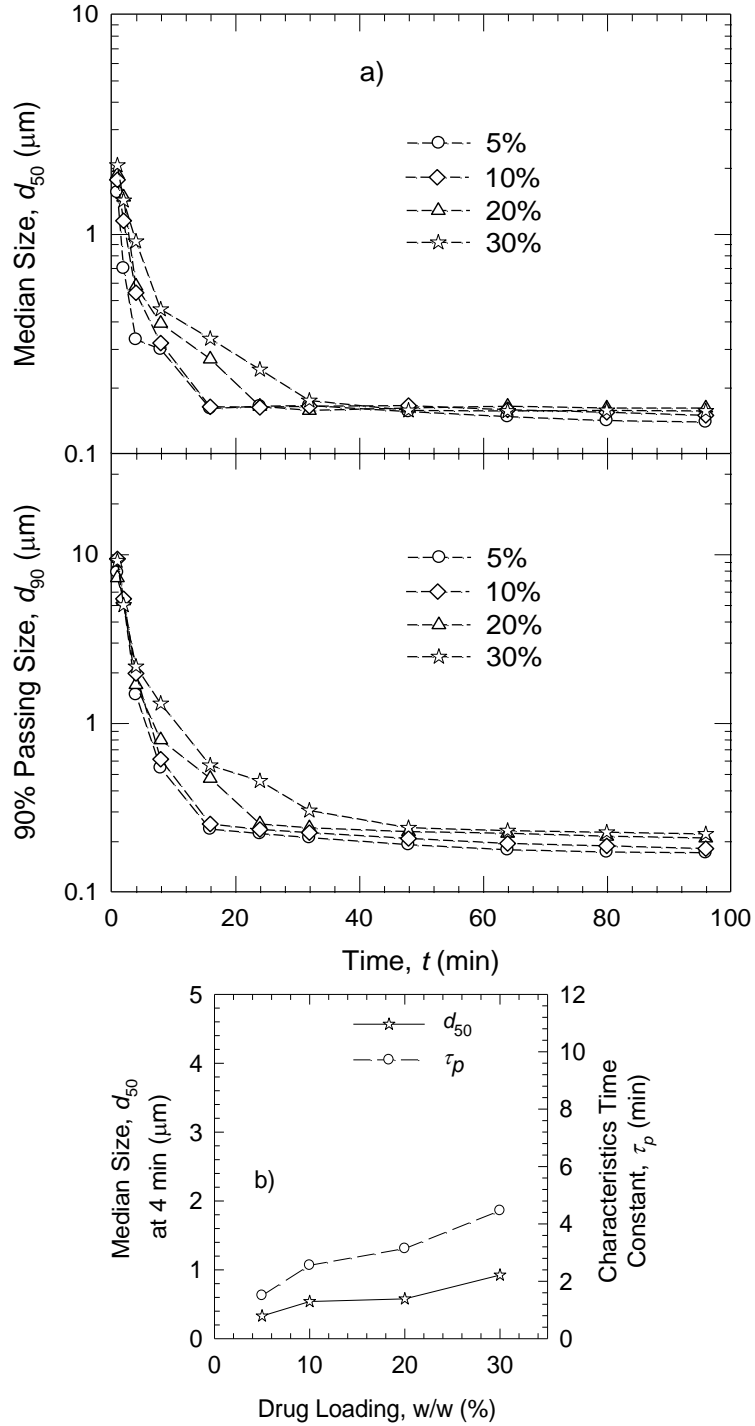 10
1
0.1
Median Size, d50 (μm)
a)
5%
10%
20%
30%
10
1
0.1
90% Passing Size, d90 (μm)
5%
10%
20%
30%
0 20 40 60 80 100
Time, t (min)
5
4
3
2
1
0
Median Size, d50
at 4 min (μm)
d50
τp
b)
12
10
8
6
4
2
0
Characteristics Time
Constant, τp (min)
0 10 20 30
Drug Loading, w/w (%)